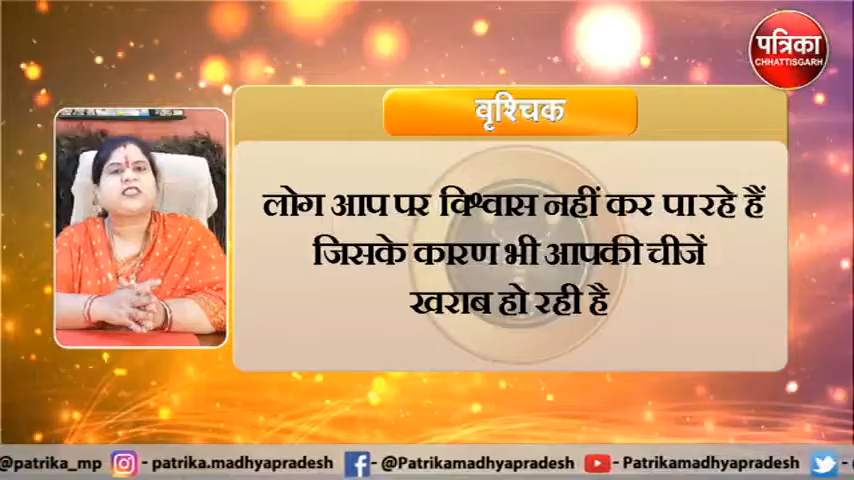 पत्रिका
CHHATTISGARH
वृश्चिक
लोग आप पर विश्वास नहीं कर पा रहे हैं
जिसके कारण भी आपकी चीजें
खराब हो रही है
@patrika_mp - patrika.madhyapradesh - @Patrikamadhyapradesh - Patrikamadhyapradesh -